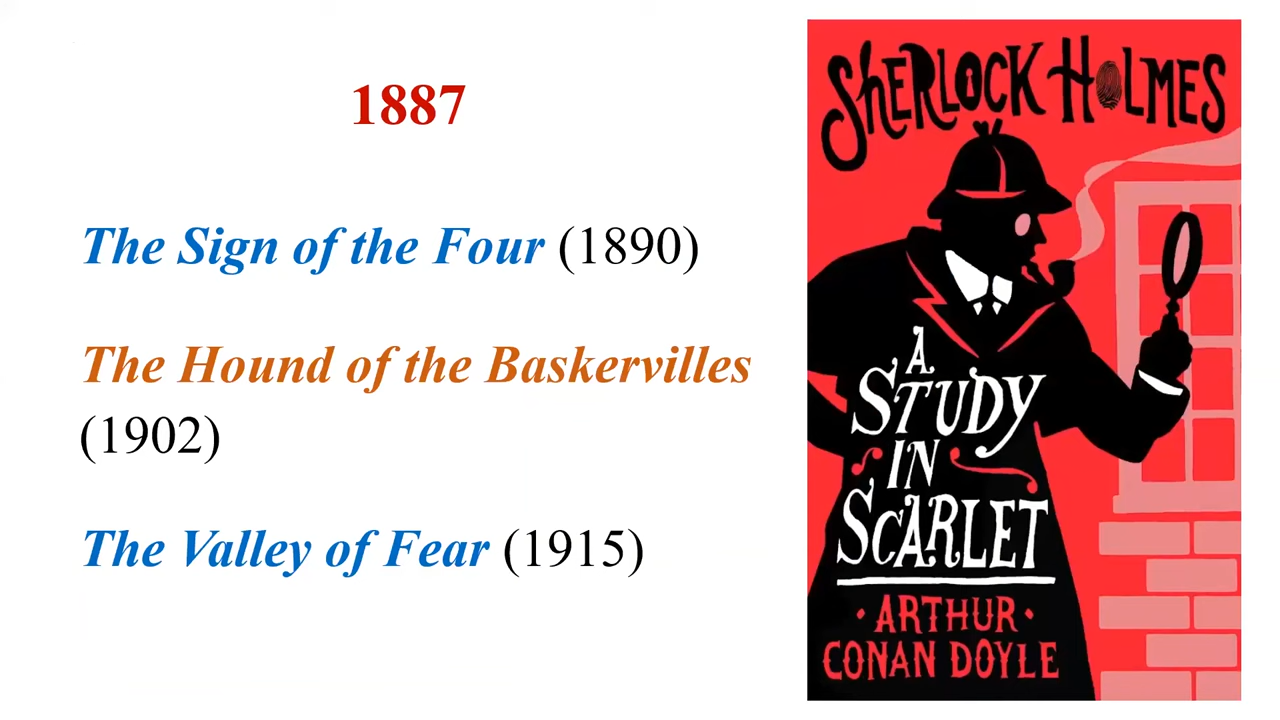 1887
The Sign of the Four (1890)
The Hound of the Baskervilles
(1902)
The Valley of Fear (1915)
ShERLOCK HOLMES
A
STUDY
IN
SCARLET
· ARTHUR ·
CONAN DOYLE